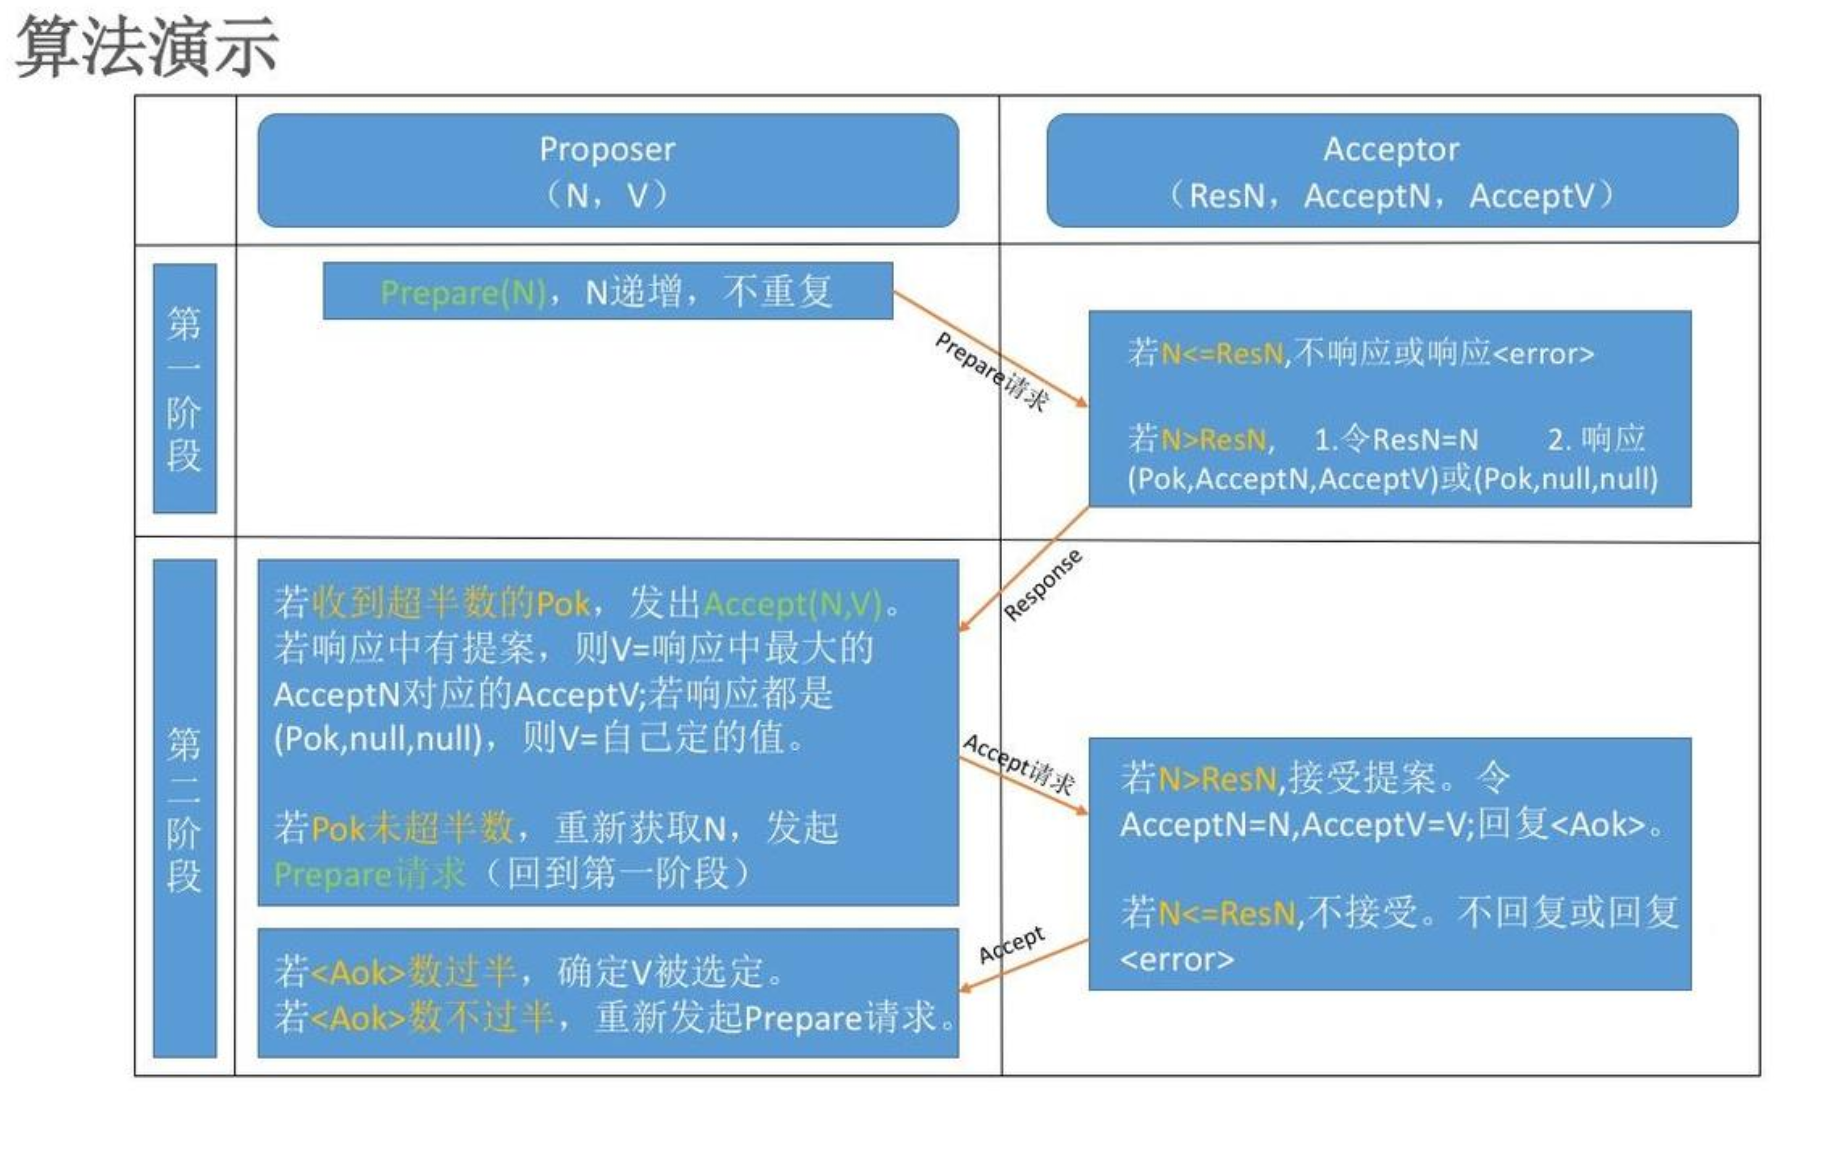 算法演示
Proposer
（N，V）
Acceptor
（ResN，AcceptN，AcceptV）
第一阶段
Prepare(N)，N递增，不重复
Prepare请求
若N<=ResN,不响应或响应<error>
若N>ResN, 1.令ResN=N 2. 响应
(Pok,AcceptN,AcceptV)或(Pok,null,null)
Response
第二阶段
若收到超半数的Pok，发出Accept(N,V)。
若响应中有提案，则V=响应中最大的
AcceptN对应的AcceptV;若响应都是
(Pok,null,null)，则V=自己定的值。
若Pok未超半数，重新获取N，发起
Prepare请求（回到第一阶段）
Accept请求
若N>ResN,接受提案。令
AcceptN=N,AcceptV=V;回复<Aok>。
若N<=ResN,不接受。不回复或回复
<error>
Accept
若<Aok>数过半，确定V被选定。
若<Aok>数不过半，重新发起Prepare请求。